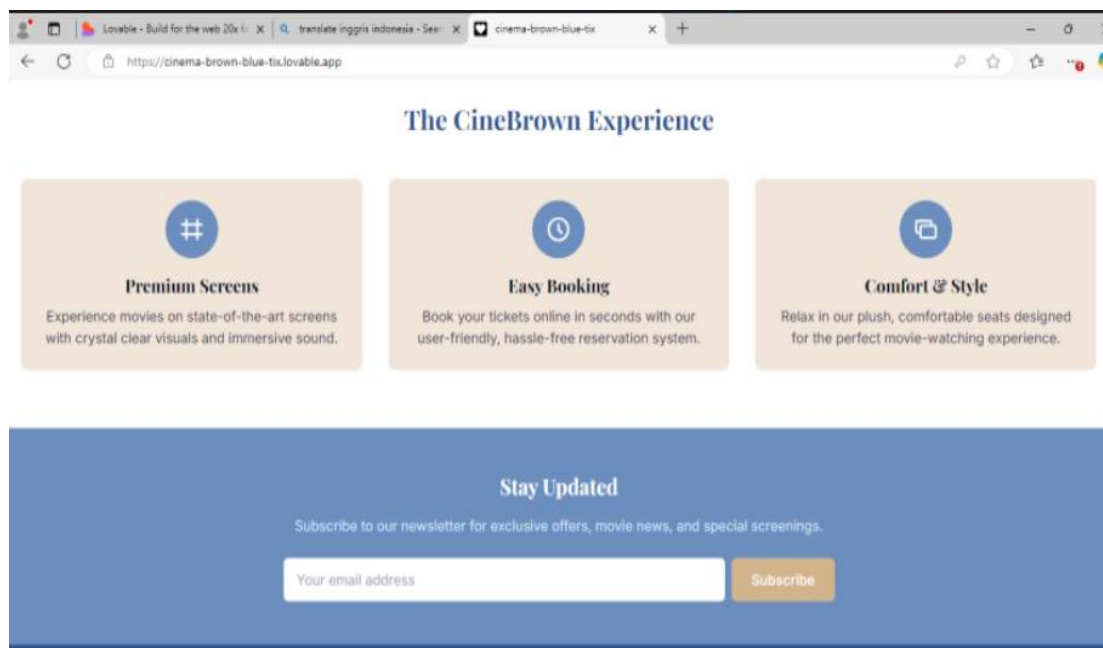 Lovable - Build for the web 20x fa
translate inggris indonesia - Sear
cinema-brown-blue-tix
https://cinema-brown-blue-tix.lovable.app
The CineBrown Experience
Premium Screens
Experience movies on state-of-the-art screens
with crystal clear visuals and immersive sound.
Easy Booking
Book your tickets online in seconds with our
user-friendly, hassle-free reservation system.
Comfort & Style
Relax in our plush, comfortable seats designed
for the perfect movie-watching experience.
Stay Updated
Subscribe to our newsletter for exclusive offers, movie news, and special screenings.
Your email address
Subscribe